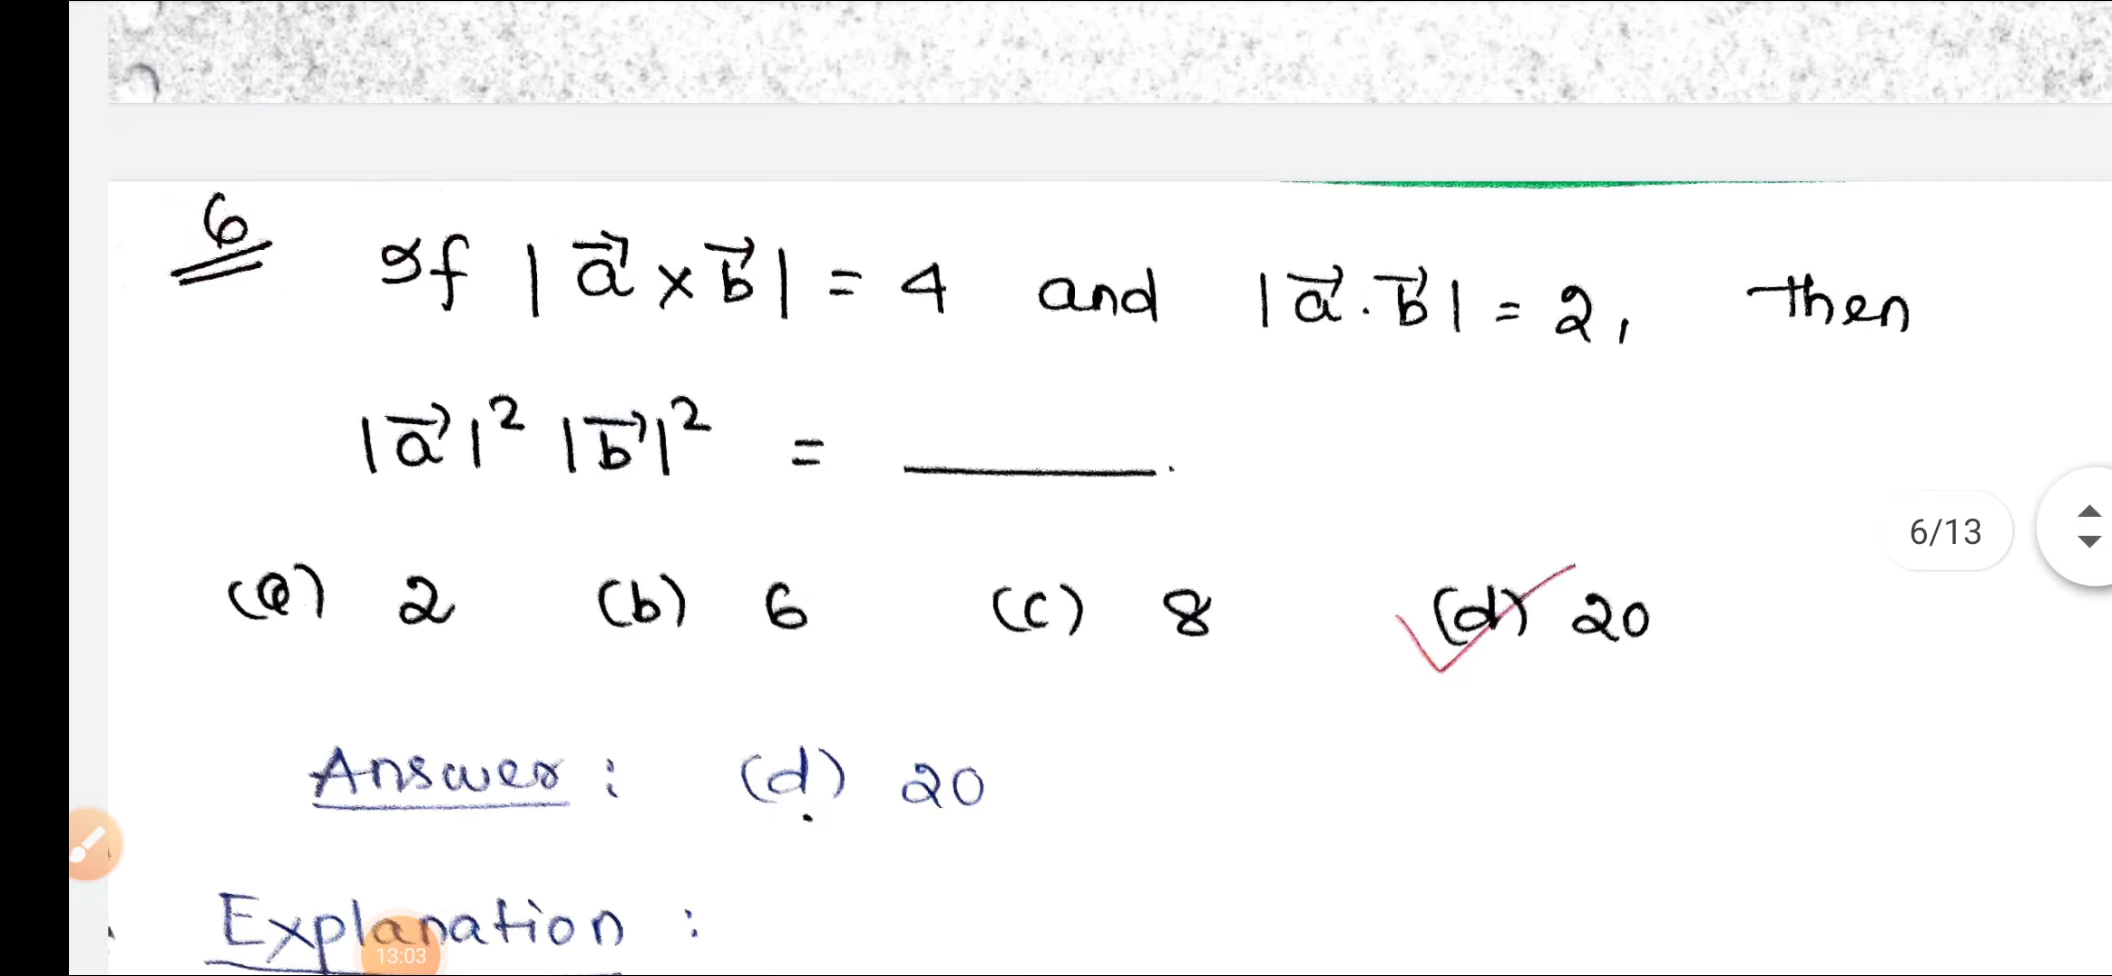 6 If |a⃗ × b⃗| = 4 and |a⃗ . b⃗| = 2, then
|a⃗|² |b⃗|² = ______.
6/13
(a) 2 (b) 6 (c) 8 (d) 20
Answer : (d) 20
Explanation :
13:03